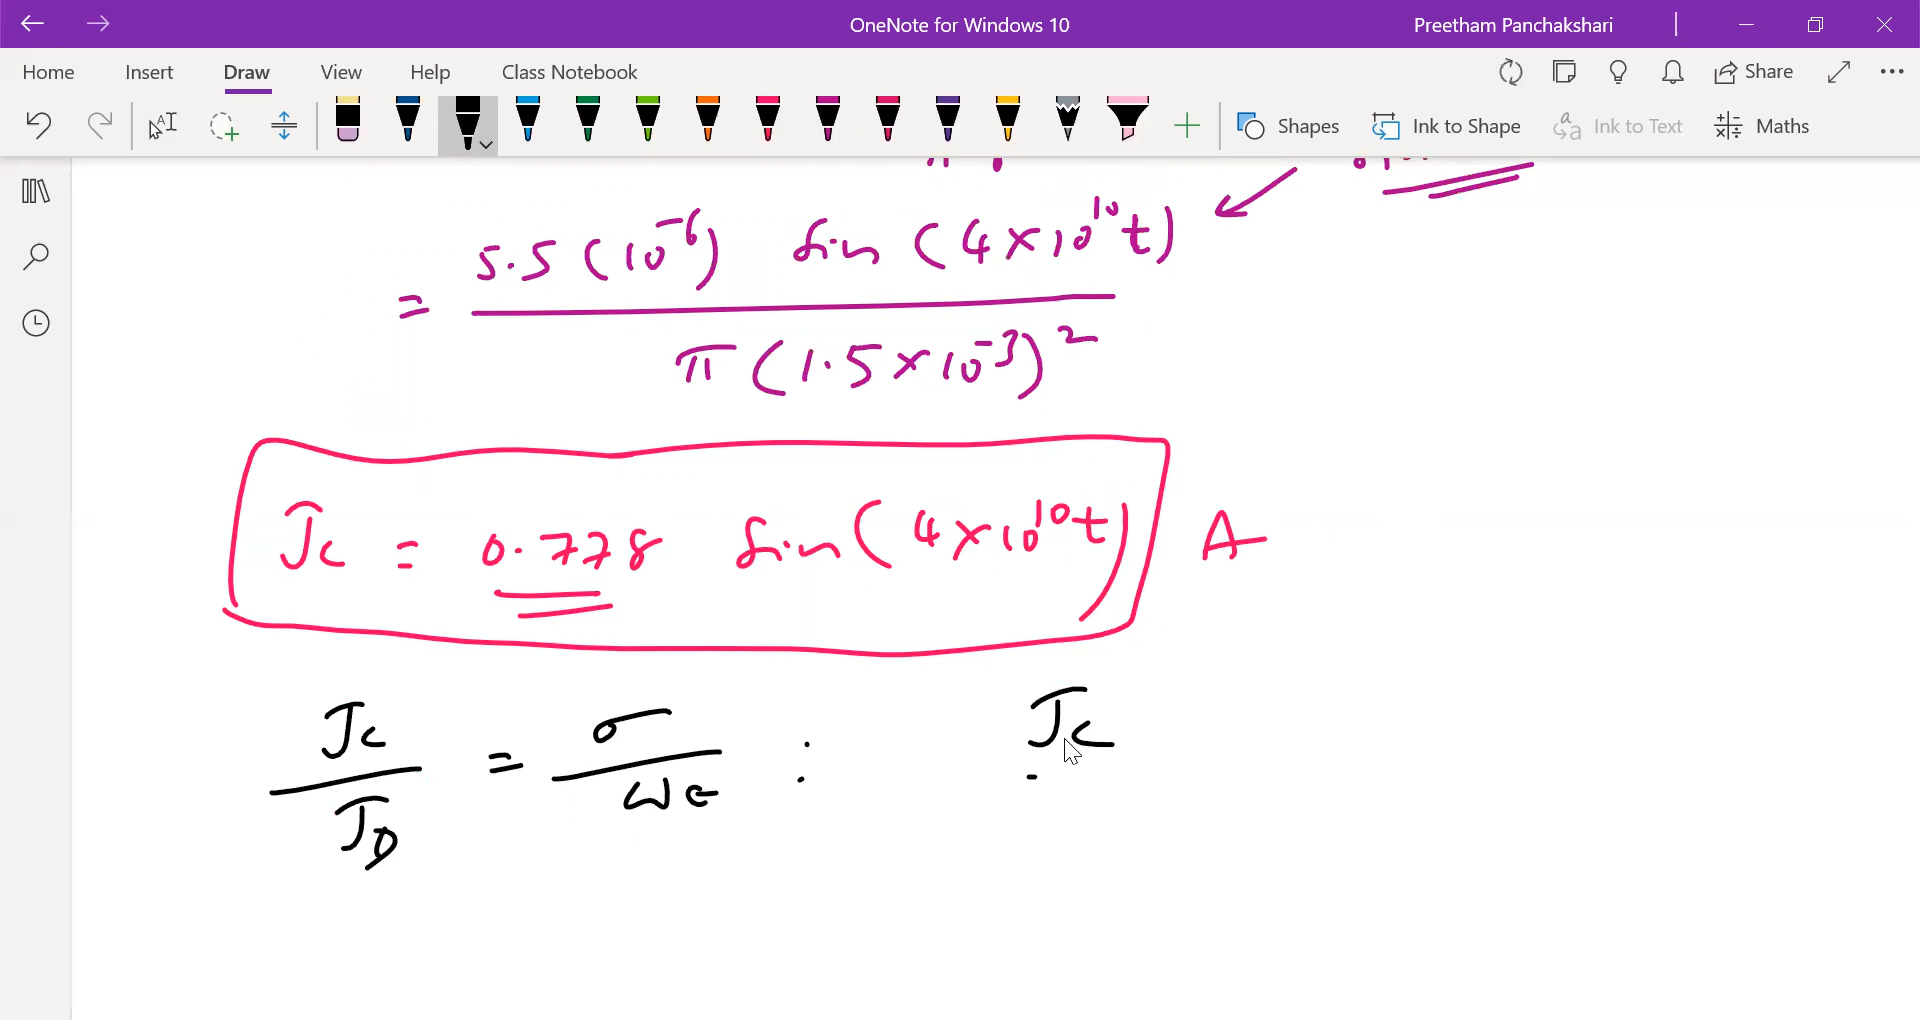 OneNote for Windows 10
Preetham Panchakshari
Home Insert Draw View Help Class Notebook
Share
Shapes Ink to Shape Ink to Text Maths
= 5.5 (10⁻⁶) sin (4×10¹⁰t)
π (1.5×10⁻³)²
Jc = 0.778 sin (4×10¹⁰t) A
Jc = σ : Jc
JD ωϵ